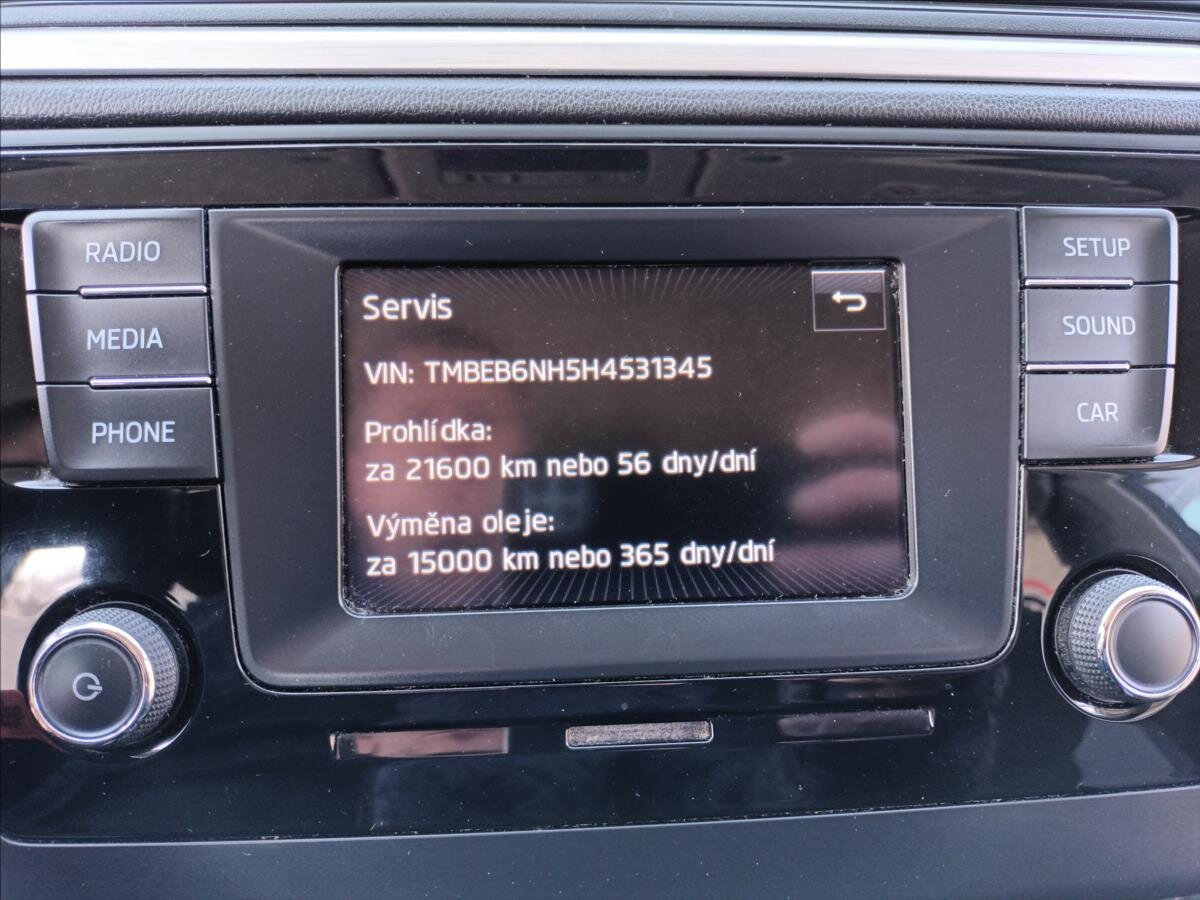 RADIO
MEDIA
PHONE
Servis
VIN: TMBEB6NH5H4531345
Prohlídka:
za 21600 km nebo 56 dny/dní
Výměna oleje:
za 15000 km nebo 365 dny/dní
SETUP
SOUND
CAR